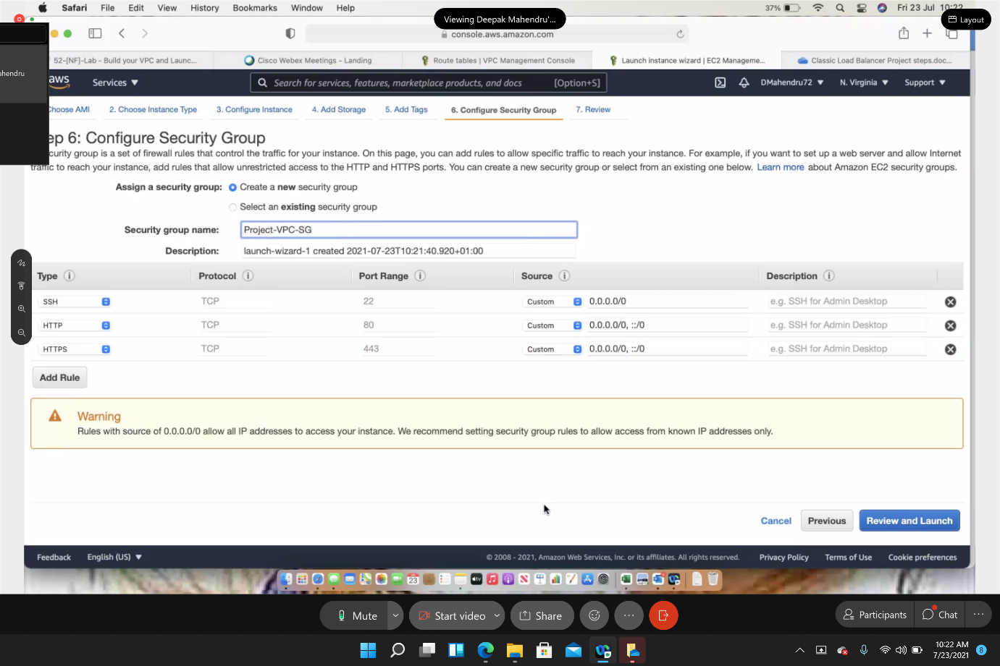 Safari File Edit View History Bookmarks Window Help
Viewing Deepak Mahendru'...
37%
Fri 23 Jul 10:22
Layout
console.aws.amazon.com
ahendru
52-[NF]-Lab - Build your VPC and Launc...
Cisco Webex Meetings - Landing
Route tables | VPC Management Console
Launch instance wizard | EC2 Manageme...
Classic Load Balancer Project steps.doc...
aws
Services
Search for services, features, marketplace products, and docs [Option+S]
DMahendru72
N. Virginia
Support
Choose AMI
2. Choose Instance Type
3. Configure Instance
4. Add Storage
5. Add Tags
6. Configure Security Group
7. Review
ep 6: Configure Security Group
curity group is a set of firewall rules that control the traffic for your instance. On this page, you can add rules to allow specific traffic to reach your instance. For example, if you want to set up a web server and allow Internet
traffic to reach your instance, add rules that allow unrestricted access to the HTTP and HTTPS ports. You can create a new security group or select from an existing one below. Learn more about Amazon EC2 security groups.
Assign a security group: Create a new security group
Select an existing security group
Security group name: Project-VPC-SG
Description: launch-wizard-1 created 2021-07-23T10:21:40.920+01:00
Type Protocol Port Range Source Description
SSH TCP 22 Custom 0.0.0.0/0 e.g. SSH for Admin Desktop
HTTP TCP 80 Custom 0.0.0.0/0, ::/0 e.g. SSH for Admin Desktop
HTTPS TCP 443 Custom 0.0.0.0/0, ::/0 e.g. SSH for Admin Desktop
Add Rule
Warning
Rules with source of 0.0.0.0/0 allow all IP addresses to access your instance. We recommend setting security group rules to allow access from known IP addresses only.
Cancel Previous Review and Launch
Feedback English (US)
© 2008 - 2021, Amazon Web Services, Inc. or its affiliates. All rights reserved.
Privacy Policy Terms of Use Cookie preferences
23
tv
Mute Start video Share
Participants Chat
10:22 AM
7/23/2021
8